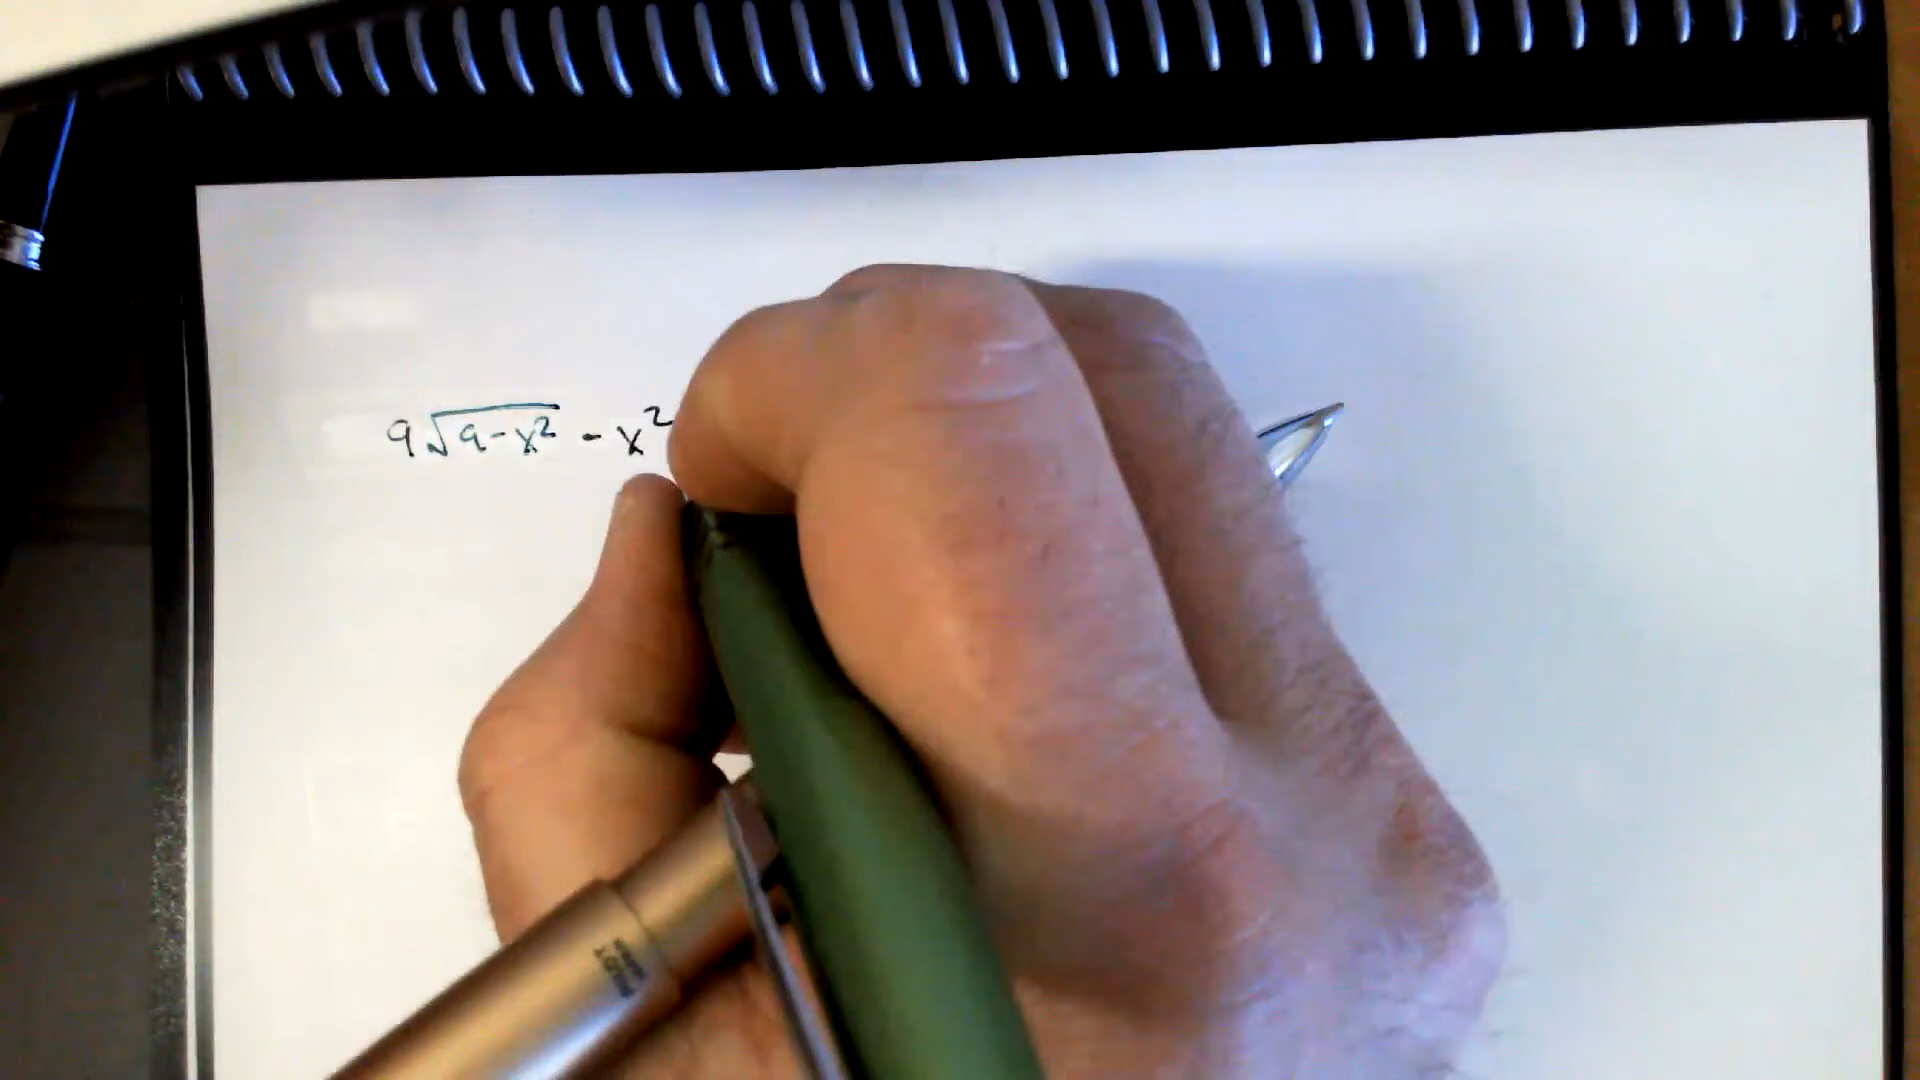 9√(9-x²) - x²